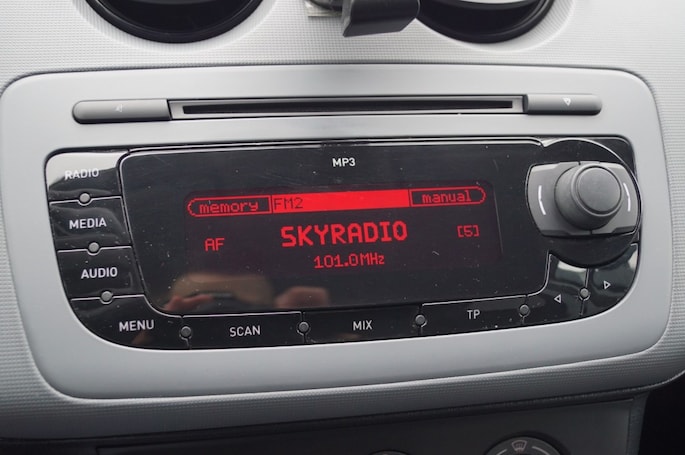 MP3
RADIO
MEDIA
AUDIO
memory FM2 manual
AF SKYRADIO [5]
101.0MHz
MENU SCAN MIX TP